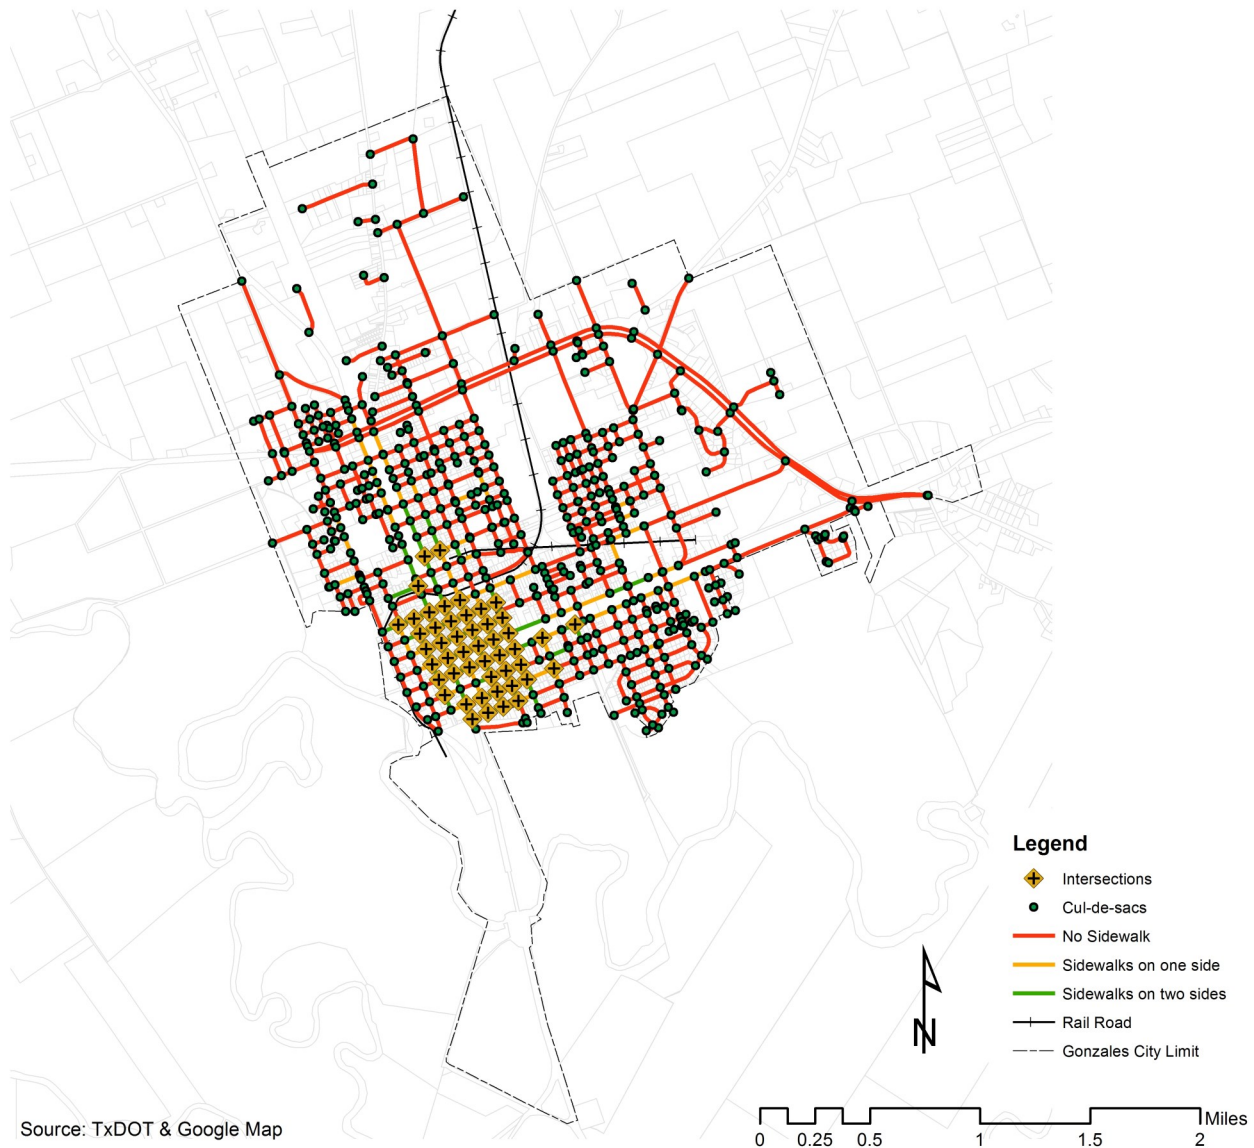 Legend
Intersections
Cul-de-sacs
No Sidewalk
Sidewalks on one side
Sidewalks on two sides
Rail Road
Gonzales City Limit
N
Source: TxDOT & Google Map
Miles
0 0.25 0.5 1 1.5 2